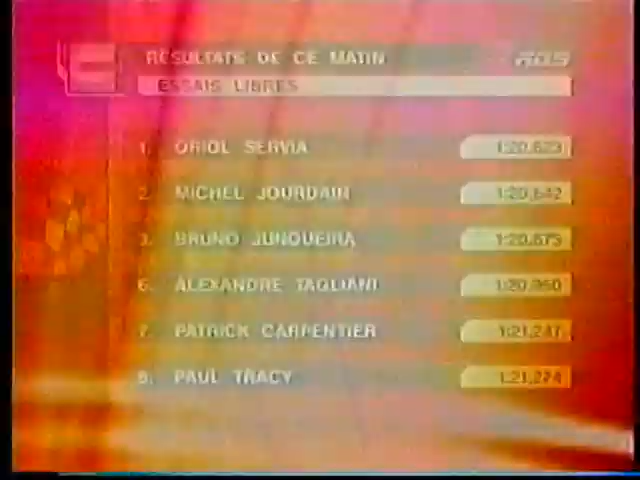 RÉSULTATS DE CE MATIN
RDS
ESSAIS LIBRES
1. ORIOL SERVIA 1:20,623
2. MICHEL JOURDAIN 1:20,642
3. BRUNO JUNQUEIRA 1:20,675
6. ALEXANDRE TAGLIANI 1:20,960
7. PATRICK CARPENTIER 1:21,247
8. PAUL TRACY 1:21,274